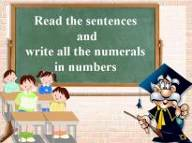 Read the sentences
and
write all the numerals
in numbers